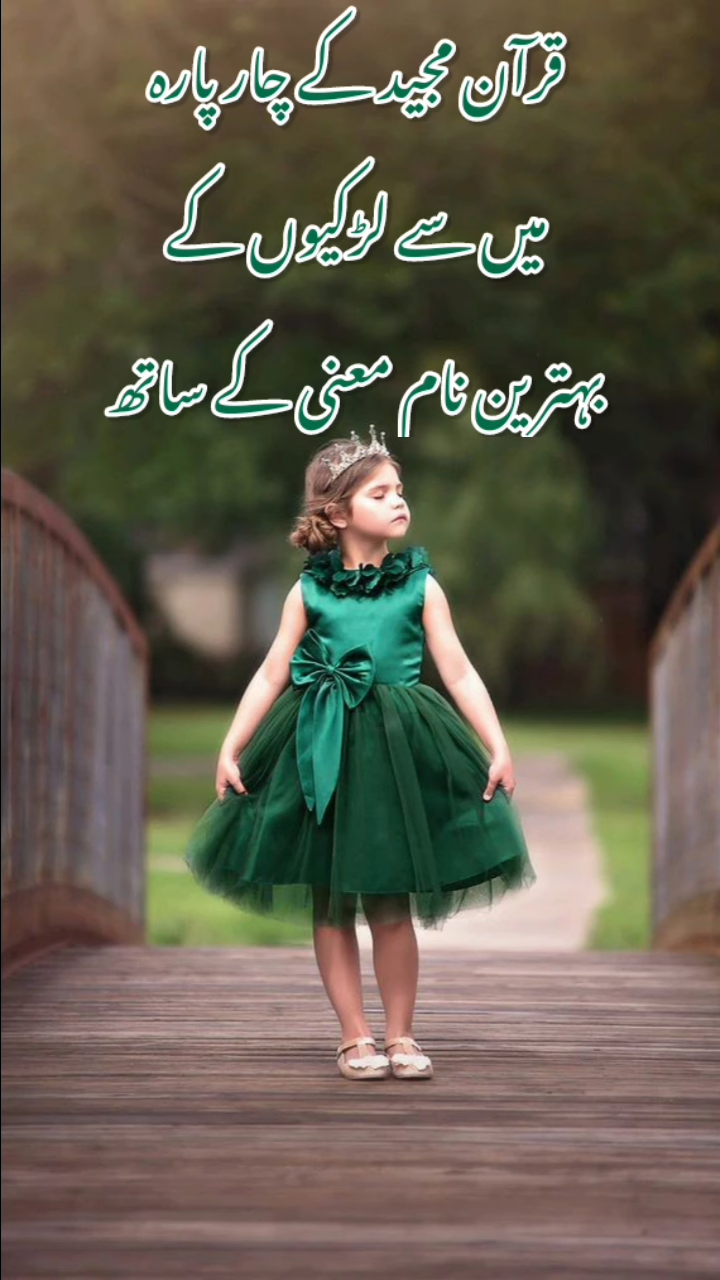 قرآن مجید کے چار پارہ
میں سے لڑکیوں کے
بہترین نام معنی کے ساتھ